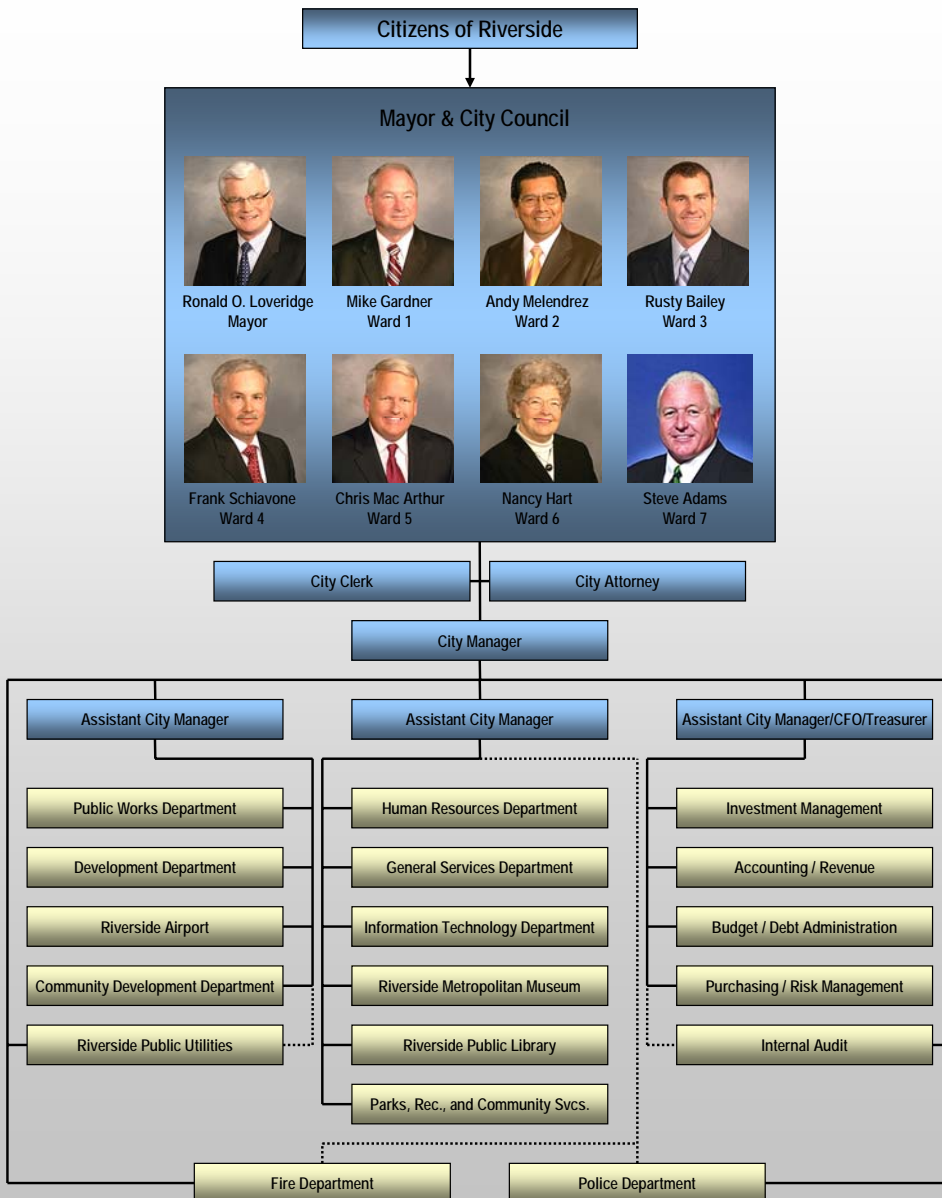 Citizens of Riverside
Mayor & City Council
Ronald O. Loveridge
Mayor
Mike Gardner
Ward 1
Andy Melendrez
Ward 2
Rusty Bailey
Ward 3
Frank Schiavone
Ward 4
Chris Mac Arthur
Ward 5
Nancy Hart
Ward 6
Steve Adams
Ward 7
City Clerk
City Attorney
City Manager
Assistant City Manager
Assistant City Manager
Assistant City Manager/CFO/Treasurer
Public Works Department
Human Resources Department
Investment Management
Development Department
General Services Department
Accounting / Revenue
Riverside Airport
Information Technology Department
Budget / Debt Administration
Community Development Department
Riverside Metropolitan Museum
Purchasing / Risk Management
Riverside Public Utilities
Riverside Public Library
Internal Audit
Parks, Rec., and Community Svcs.
Fire Department
Police Department